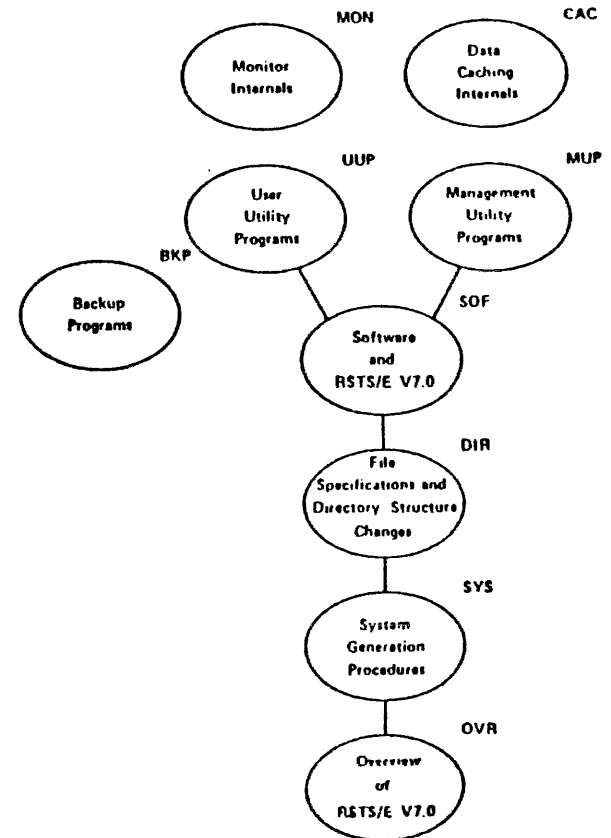 MON
Monitor
Internals
CAC
Data
Caching
Internals
UUP
User
Utility
Programs
MUP
Management
Utility
Programs
BKP
Backup
Programs
SOF
Software
and
RSTS/E V7.0
DIR
File
Specifications and
Directory Structure
Changes
SYS
System
Generation
Procedures
OVR
Overview
of
RSTS/E V7.0